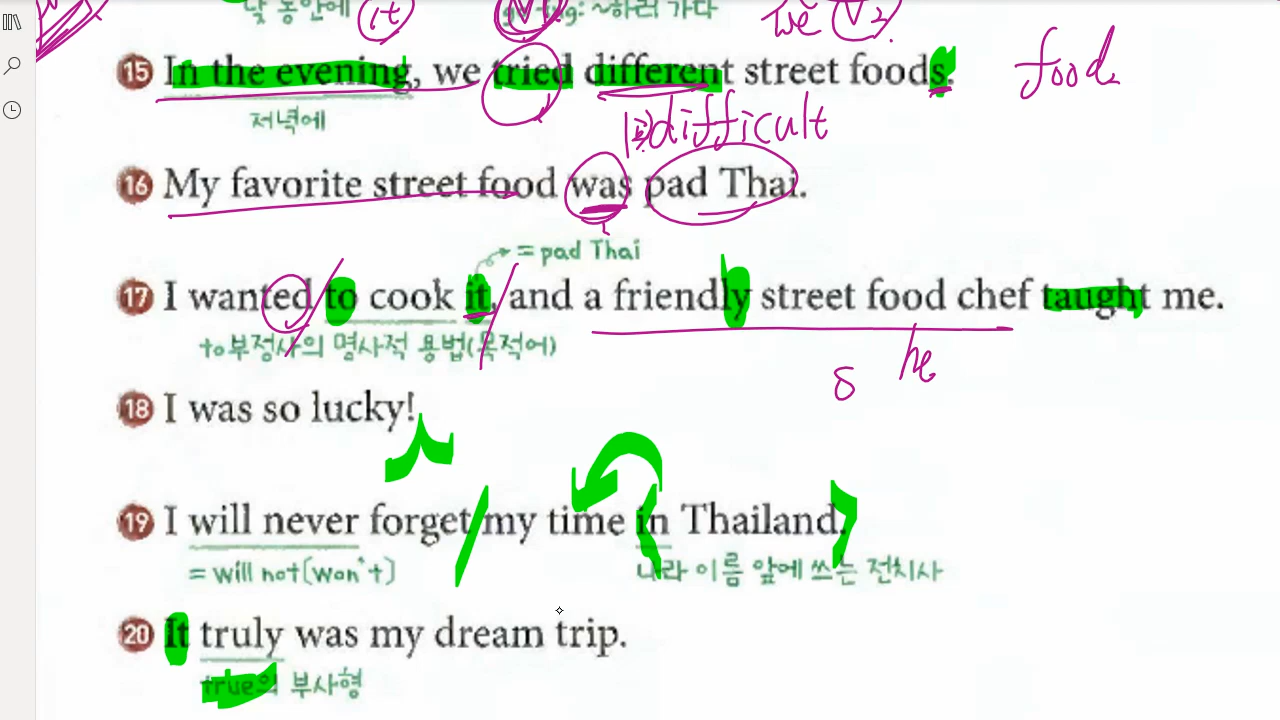 낮 동안에 it ing: ~하러 가다 we V2.
15 In the evening, we tried different street foods. food
저녁에 difficult
16 My favorite street food was pad Thai.
= pad Thai
17 I wanted to cook it, and a friendly street food chef taught me.
to부정사의 명사적 용법(목적어) s he
18 I was so lucky!
19 I will never forget my time in Thailand.
= will not(won't) 나라 이름 앞에 쓰는 전치사
20 It truly was my dream trip.
true의 부사형